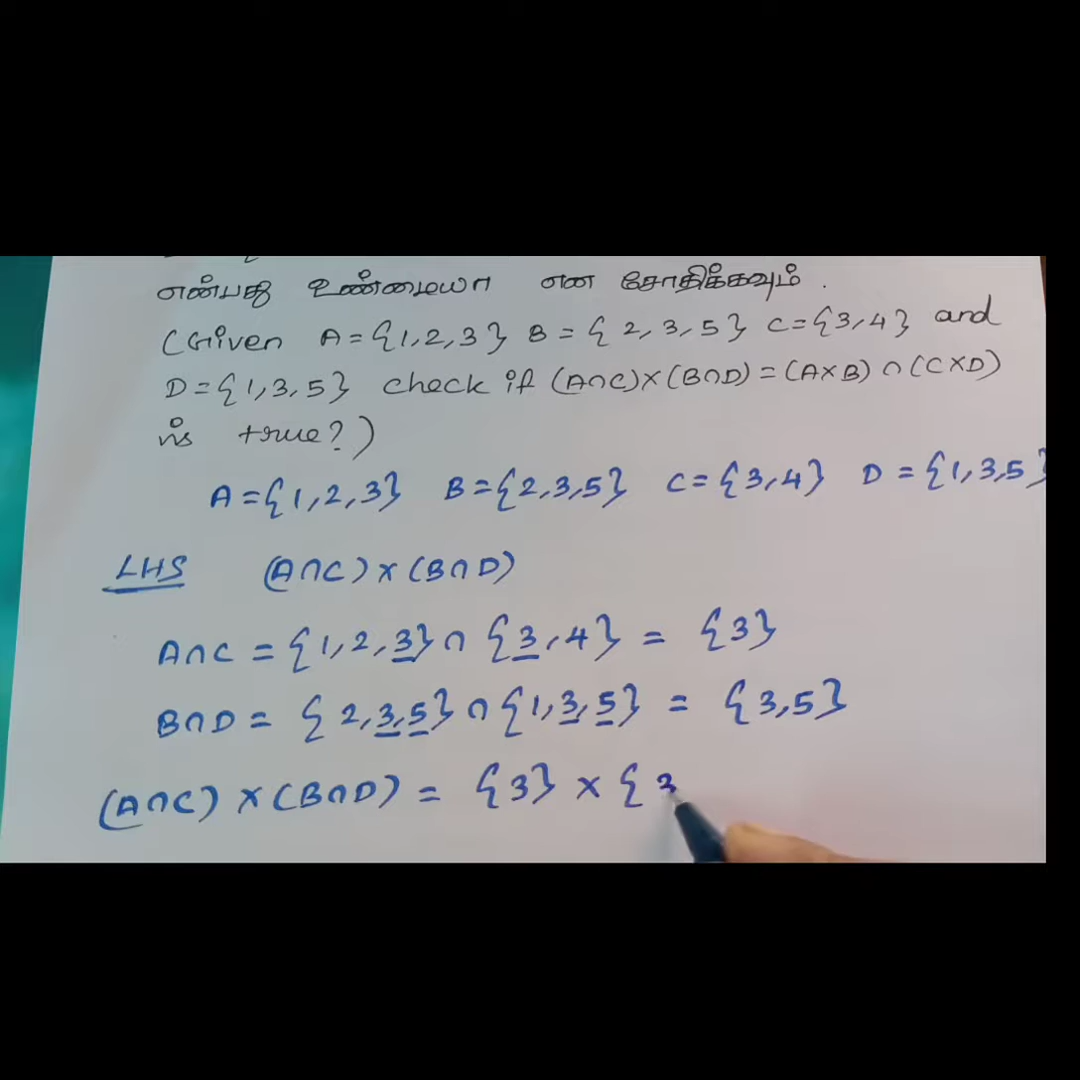 என்பது உண்மையா என சோதிக்கவும்.
(Given A={1,2,3} B={2,3,5} C={3,4} and
D={1,3,5} check if (A∩C)×(B∩D)=(A×B)∩(C×D)
is true?)
A={1,2,3} B={2,3,5} C={3,4} D={1,3,5}
LHS (A∩C)×(B∩D)
A∩C = {1,2,3}∩{3,4} = {3}
B∩D = {2,3,5}∩{1,3,5} = {3,5}
(A∩C)×(B∩D) = {3}×{3